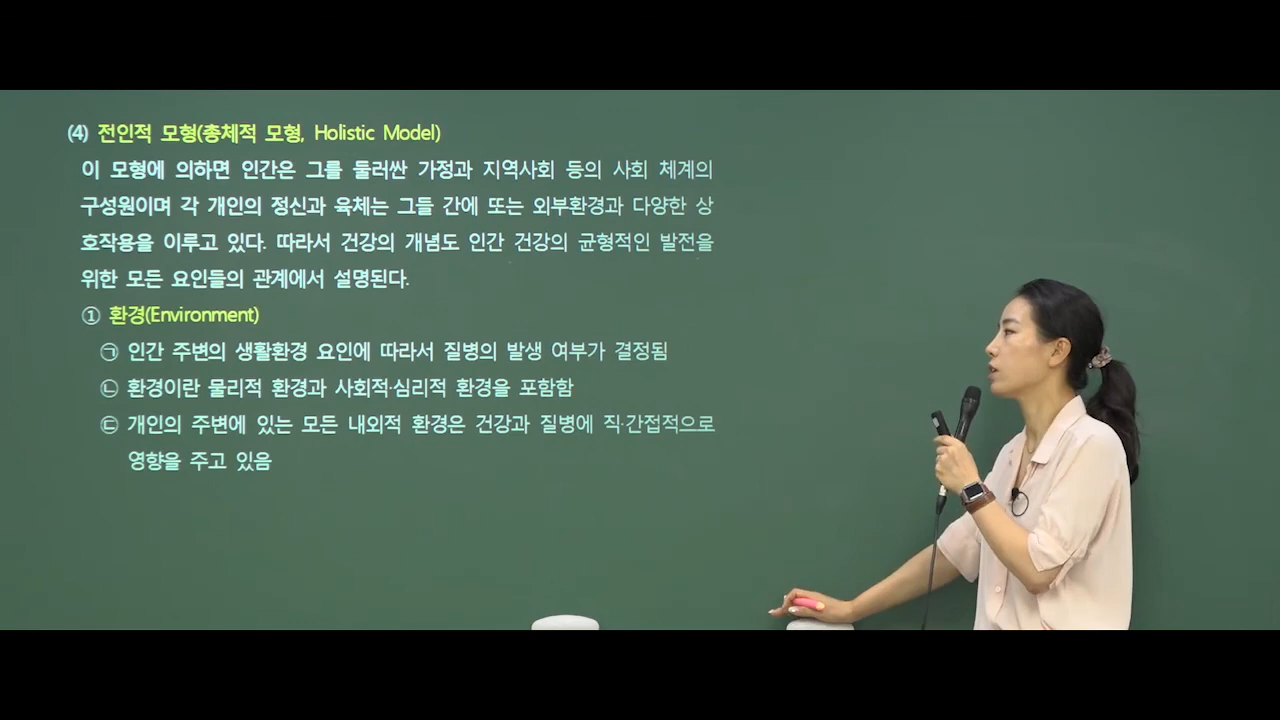 (4) 전인적 모형(총체적 모형, Holistic Model)
이 모형에 의하면 인간은 그를 둘러싼 가정과 지역사회 등의 사회 체계의
구성원이며 각 개인의 정신과 육체는 그들 간에 또는 외부환경과 다양한 상
호작용을 이루고 있다. 따라서 건강의 개념도 인간 건강의 균형적인 발전을
위한 모든 요인들의 관계에서 설명된다.
① 환경(Environment)
㉠ 인간 주변의 생활환경 요인에 따라서 질병의 발생 여부가 결정됨
㉡ 환경이란 물리적 환경과 사회적·심리적 환경을 포함함
㉢ 개인의 주변에 있는 모든 내외적 환경은 건강과 질병에 직·간접적으로
영향을 주고 있음